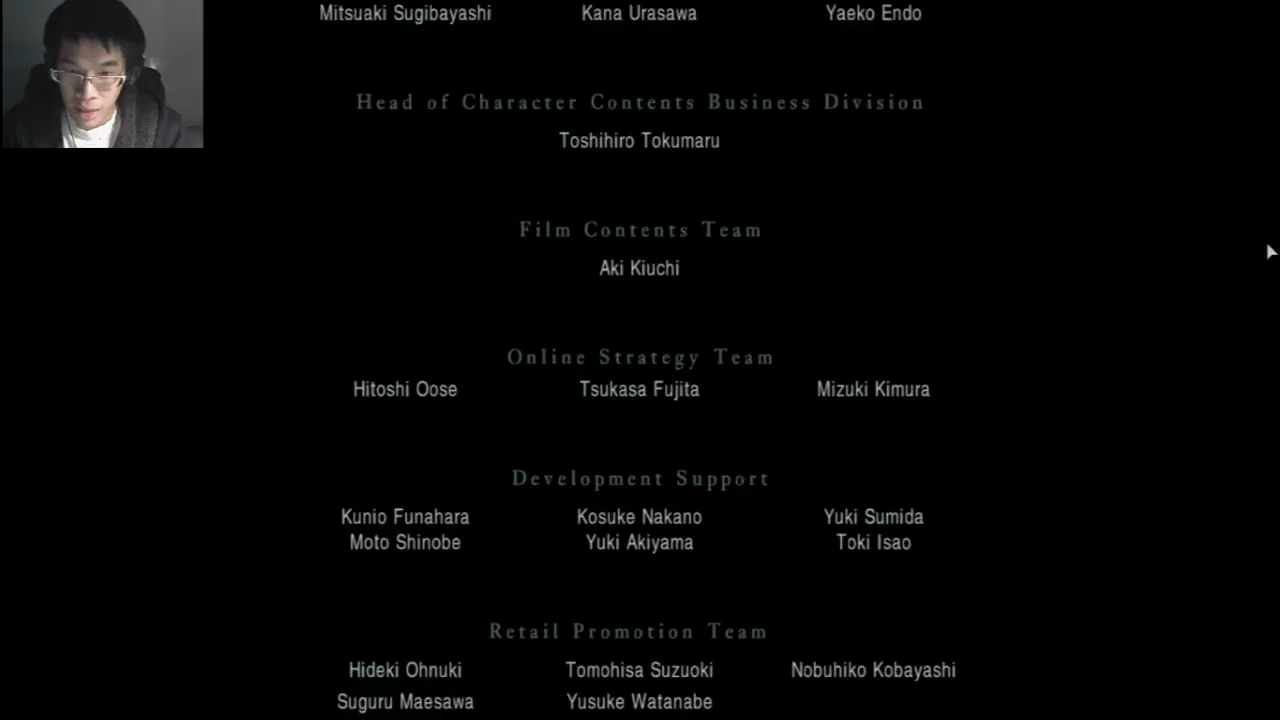 Mitsuaki Sugibayashi Kana Urasawa Yaeko Endo
Head of Character Contents Business Division
Toshihiro Tokumaru
Film Contents Team
Aki Kiuchi
Online Strategy Team
Hitoshi Oose Tsukasa Fujita Mizuki Kimura
Development Support
Kunio Funahara Kosuke Nakano Yuki Sumida
Moto Shinobe Yuki Akiyama Toki Isao
Retail Promotion Team
Hideki Ohnuki Tomohisa Suzuoki Nobuhiko Kobayashi
Suguru Maesawa Yusuke Watanabe